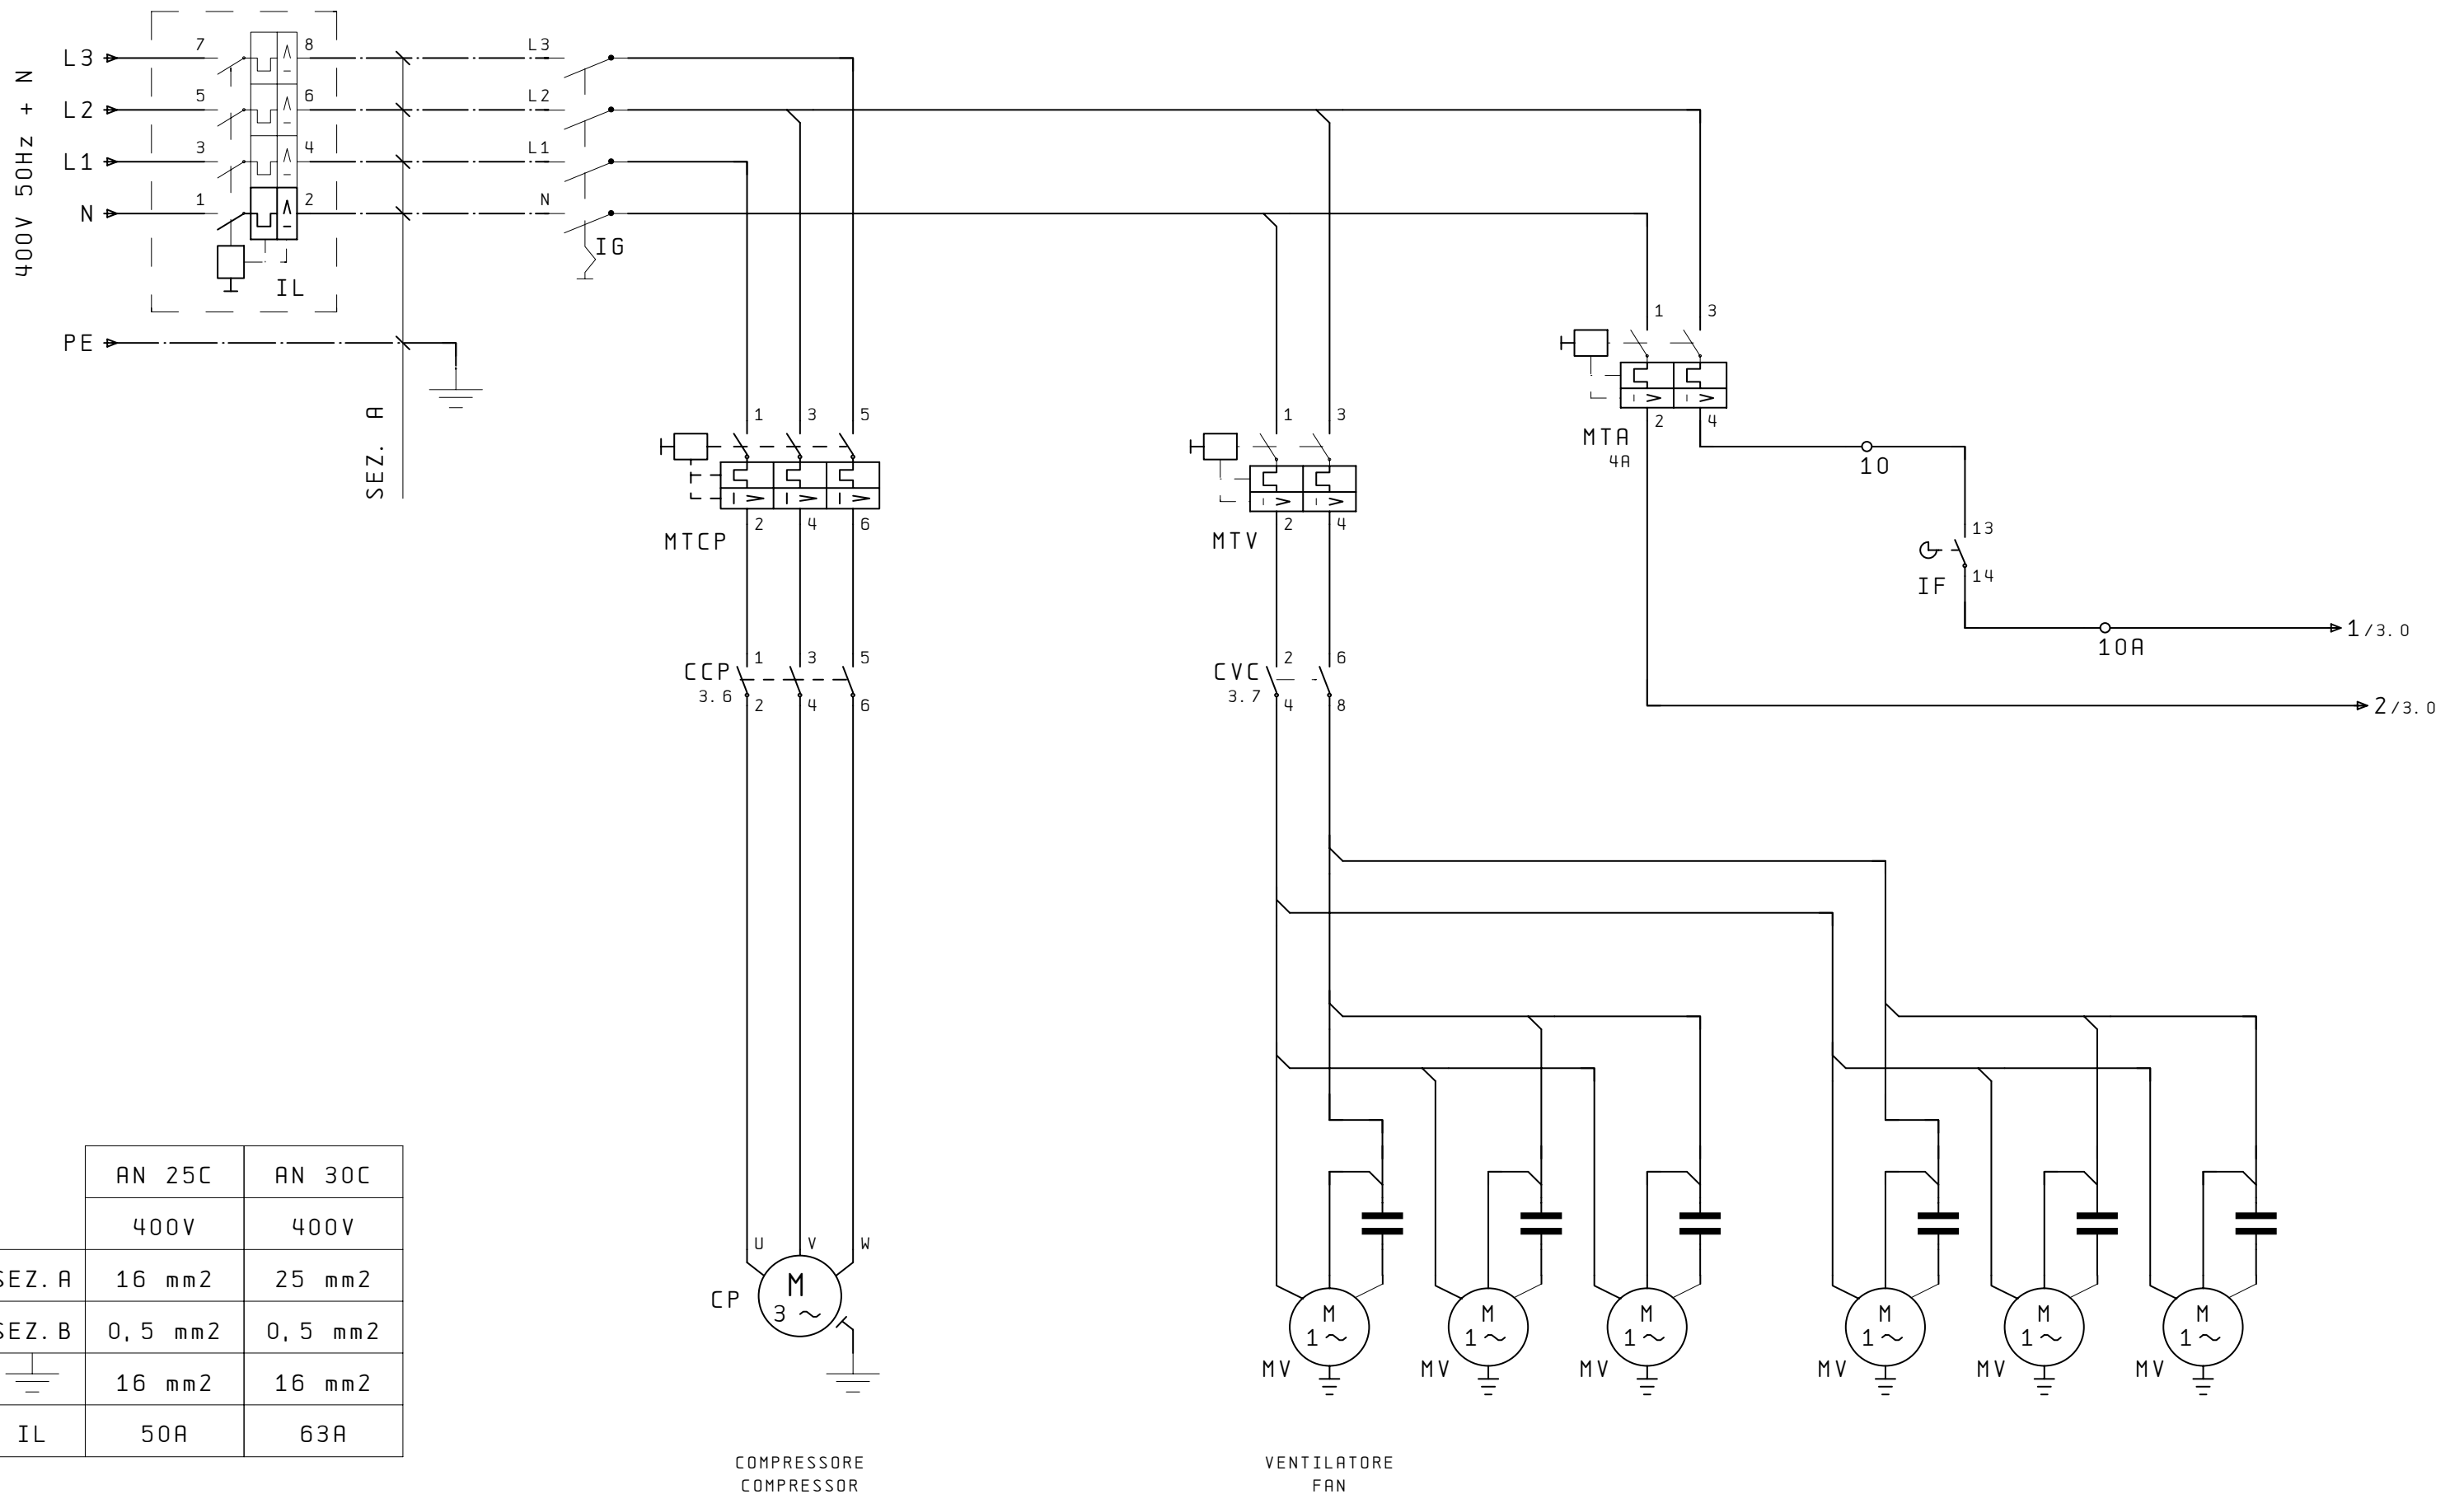 400V 50Hz + N
L3
7
8
L3
L2
5
6
L2
L1
3
4
L1
N
1
2
N
IG
IL
PE
SEZ. A
1
3
MTA
4A
2
4
10
1
3
5
2
4
6
MTCP
1
3
2
4
MTV
13
14
IF
10A
1/3.0
2/3.0
CCP
3.6
1
3
5
2
4
6
CVC
3.7
2
6
4
8
U
V
W
M
3 ~
CP
M
1 ~
MV
M
1 ~
MV
M
1 ~
MV
M
1 ~
MV
M
1 ~
MV
M
1 ~
MV
AN 25C AN 30C
400V 400V
SEZ.A 16 mm2 25 mm2
SEZ.B 0,5 mm2 0,5 mm2
16 mm2 16 mm2
IL 50A 63A
COMPRESSORE
COMPRESSOR
VENTILATORE
FAN